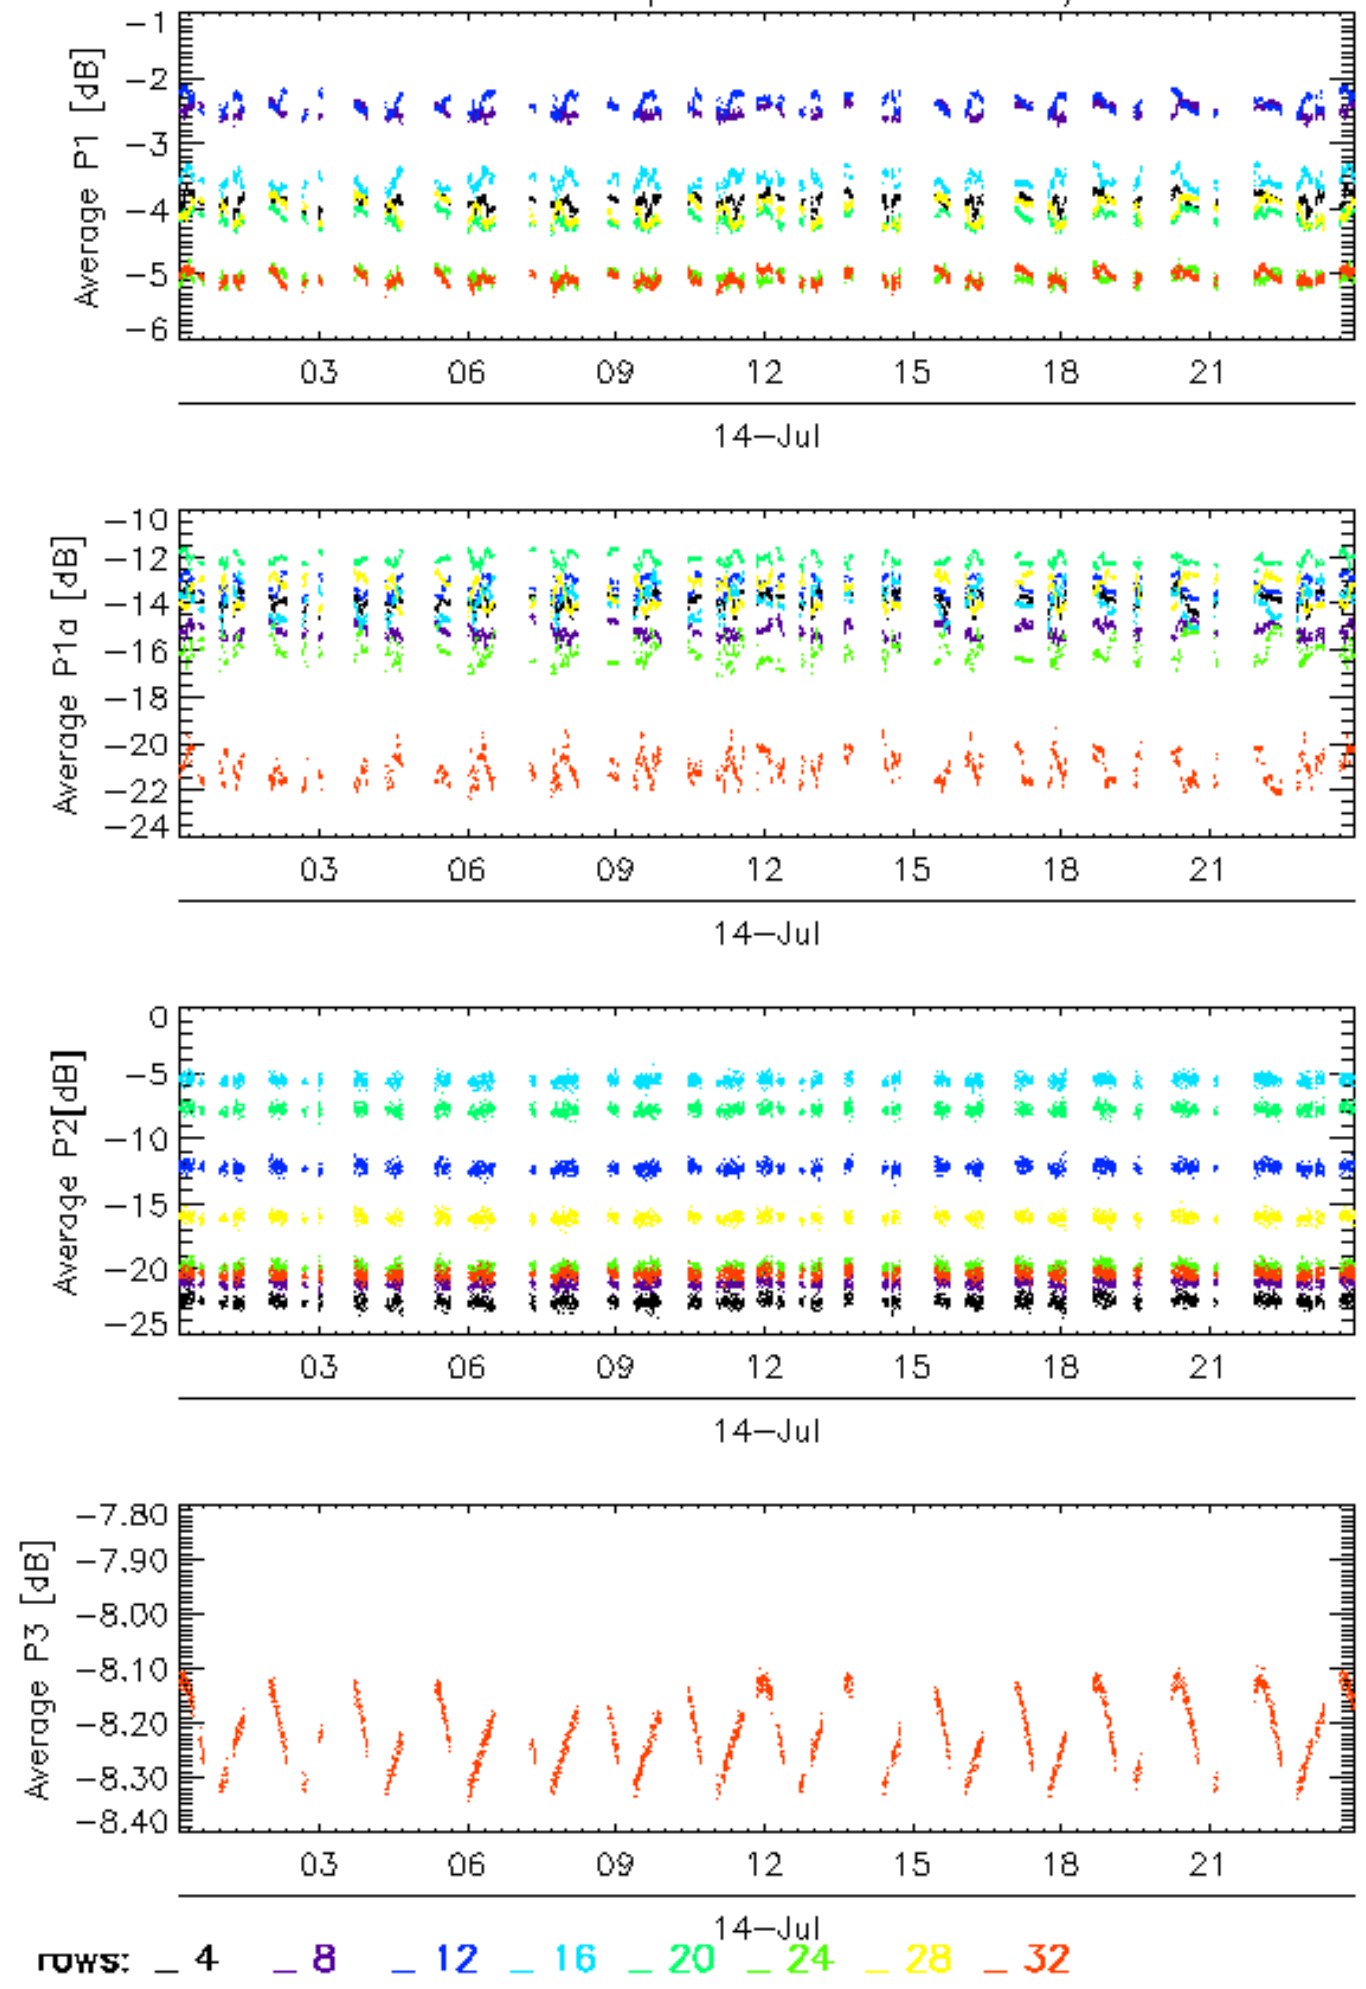 Average P1 [dB]
−1
−2
−3
−4
−5
−6
03 06 09 12 15 18 21
14−Jul
Average P1a [dB]
−10
−12
−14
−16
−18
−20
−22
−24
03 06 09 12 15 18 21
14−Jul
Average P2[dB]
0
−5
−10
−15
−20
−25
03 06 09 12 15 18 21
14−Jul
Average P3 [dB]
−7.80
−7.90
−8.00
−8.10
−8.20
−8.30
−8.40
03 06 09 12 15 18 21
14−Jul
rows: _ 4 _ 8 _ 12 _ 16 _ 20 _ 24 _ 28 _ 32